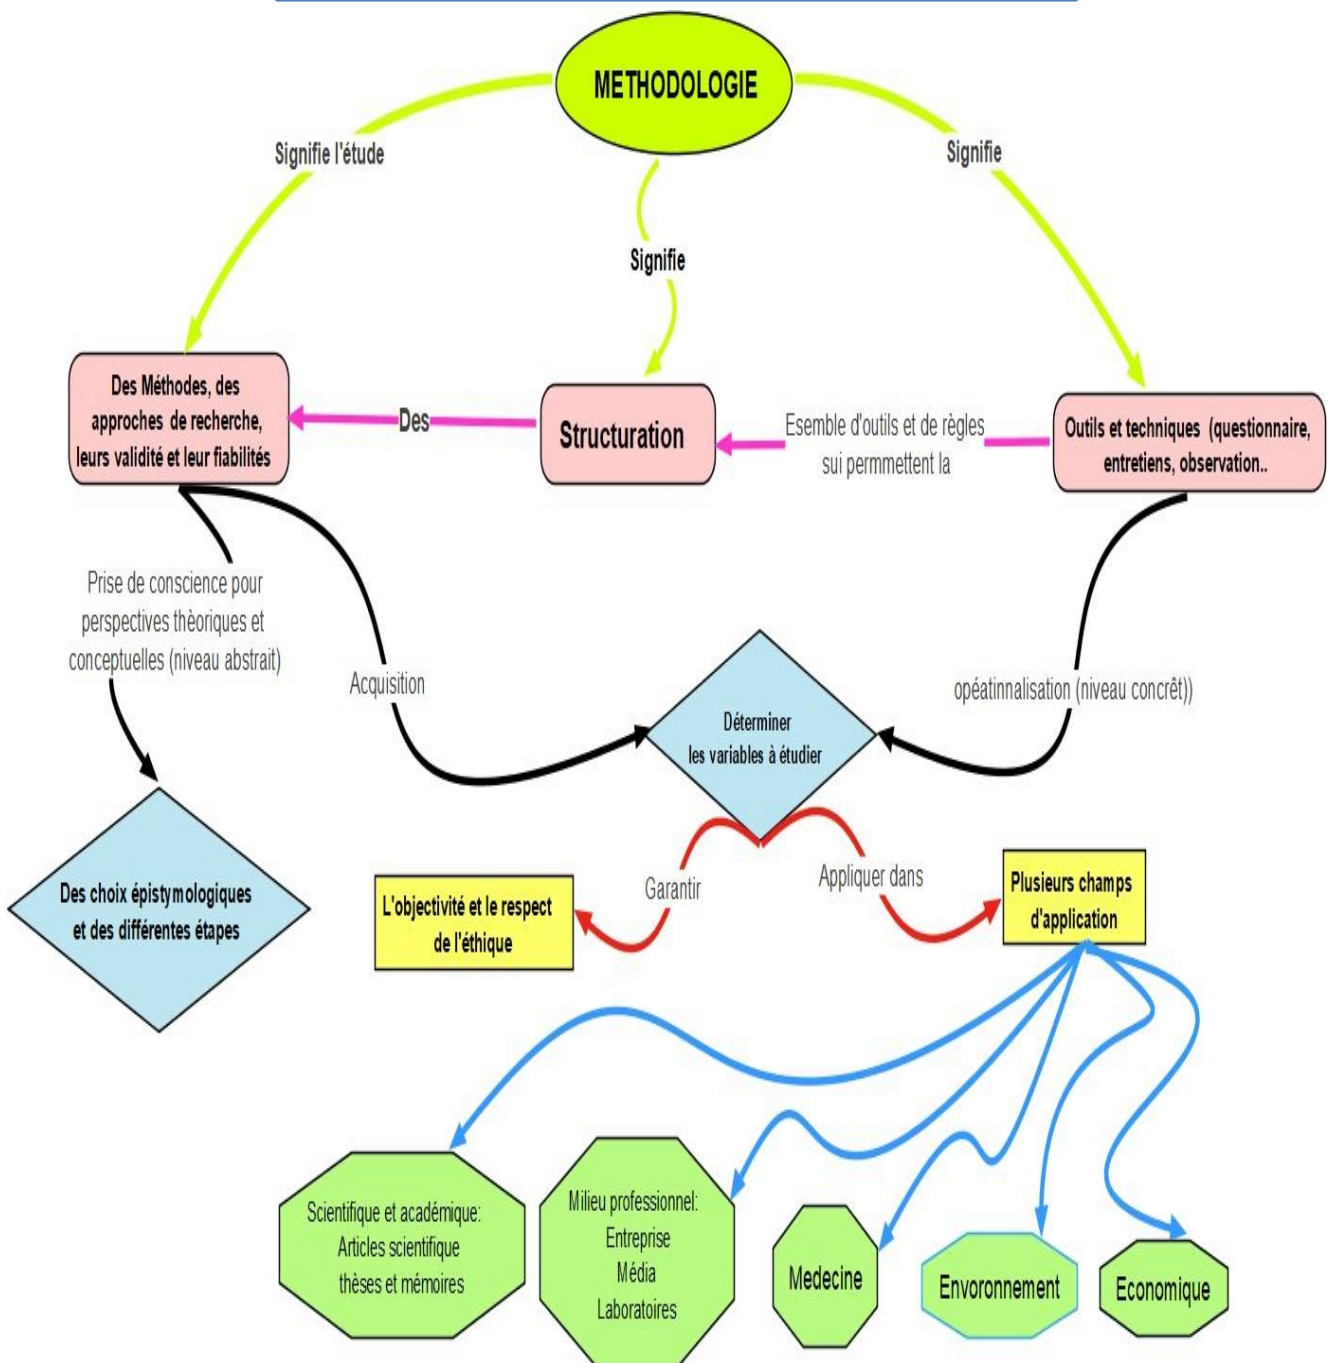 METHODOLOGIE
Signifie l'étude
Signifie
Signifie
Des Méthodes, des
approches de recherche,
leurs validité et leur fiabilités
Des
Structuration
Esemble d'outils et de règles
sui permmettent la
Outils et techniques (questionnaire,
entretiens, observation..
Prise de conscience pour
perspectives thèoriques et
conceptuelles (niveau abstrait)
Acquisition
opéatinnalisation (niveau concrêt))
Déterminer
les variables à étudier
Des choix épistymologiques
et des différentes étapes
L'objectivité et le respect
de l'éthique
Garantir
Appliquer dans
Plusieurs champs
d'application
Scientifique et académique:
Articles scientifique
thèses et mémoires
Milieu professionnel:
Entreprise
Média
Laboratoires
Medecine
Envoronnement
Economique